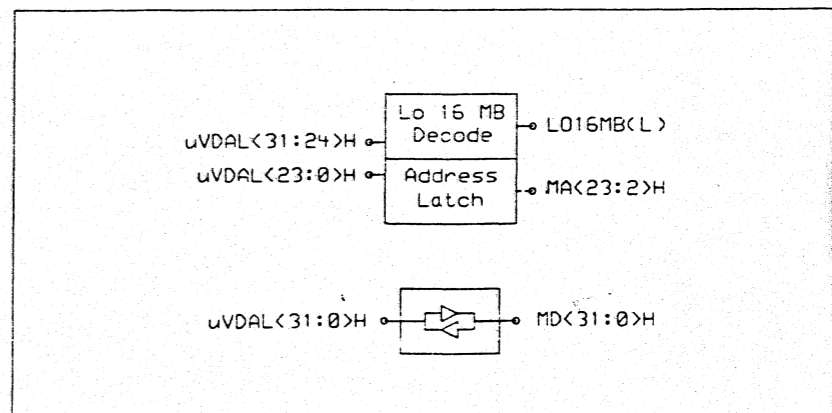 Lo 16 MB
Decode
LO16MB(L)
uVDAL<31:24>H
uVDAL<23:0>H
Address
Latch
MA<23:2>H
uVDAL<31:0>H
MD<31:0>H